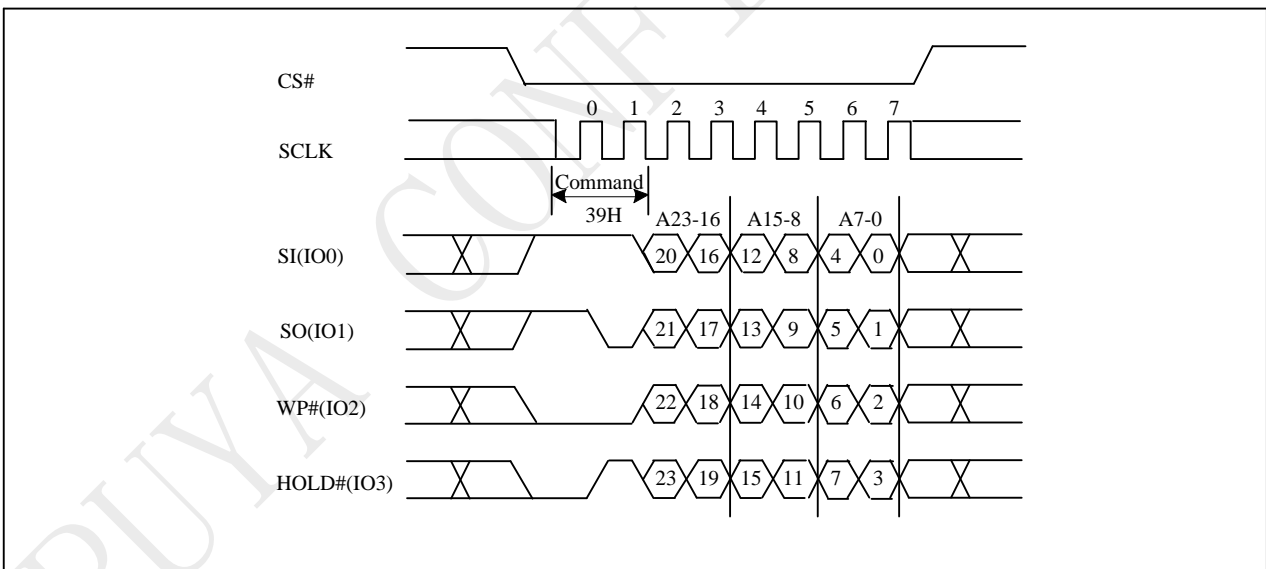 PUYA CONF
CS#
0 1 2 3 4 5 6 7
SCLK
Command
39H
A23-16 A15-8 A7-0
SI(IO0) 20 16 12 8 4 0
SO(IO1) 21 17 13 9 5 1
WP#(IO2) 22 18 14 10 6 2
HOLD#(IO3) 23 19 15 11 7 3